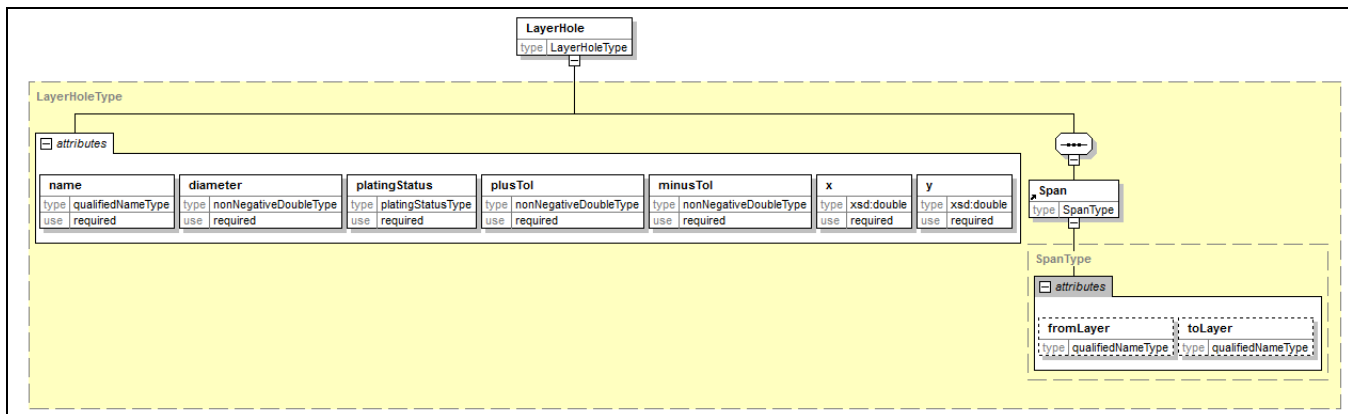 LayerHole
type LayerHoleType
LayerHoleType
attributes
name diameter platingStatus plusTol minusTol x y
type qualifiedNameType type nonNegativeDoubleType type platingStatusType type nonNegativeDoubleType type nonNegativeDoubleType type xsd:double type xsd:double
use required use required use required use required use required use required use required
Span
type SpanType
SpanType
attributes
fromLayer toLayer
type qualifiedNameType type qualifiedNameType